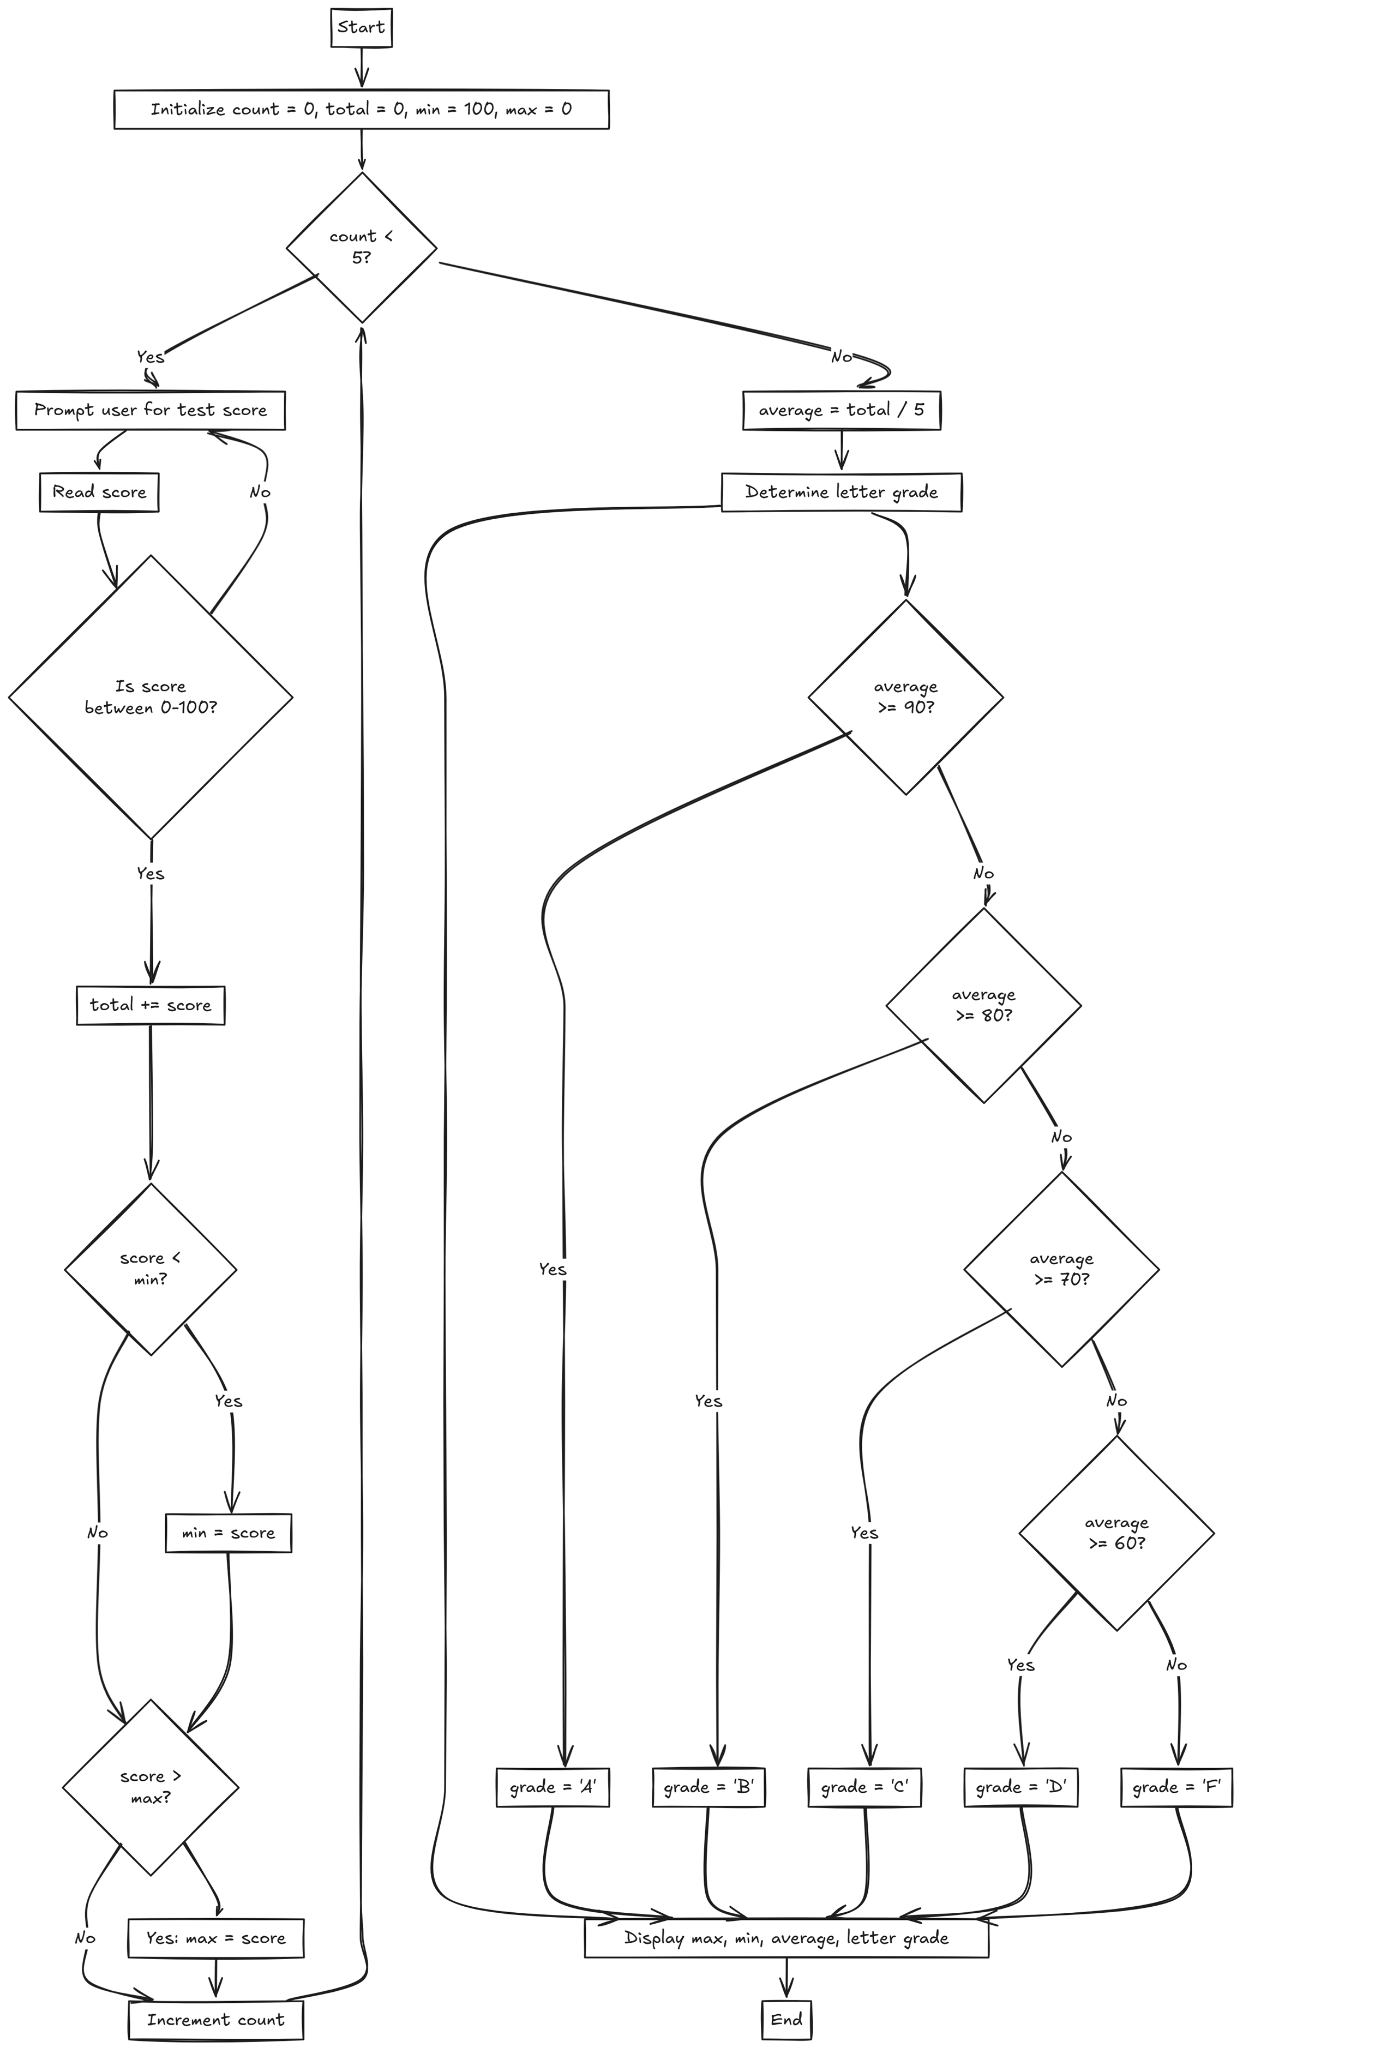 Start
Initialize count = 0, total = 0, min = 100, max = 0
count <
5?
Yes
No
Prompt user for test score
average = total / 5
Read score
No
Determine letter grade
Is score
between 0-100?
average
>= 90?
Yes
No
total += score
average
>= 80?
No
score <
min?
Yes
average
>= 70?
Yes
Yes
No
No
min = score
Yes
average
>= 60?
Yes
No
score >
max?
grade = 'A'
grade = 'B'
grade = 'C'
grade = 'D'
grade = 'F'
No
Yes: max = score
Display max, min, average, letter grade
Increment count
End